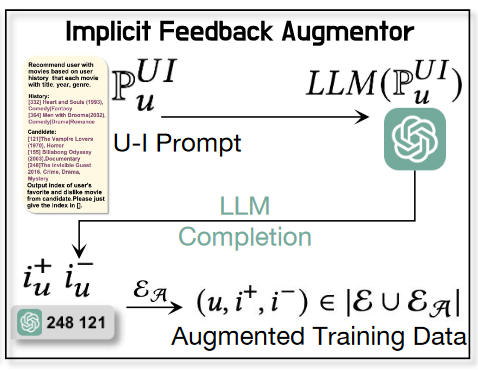 Implicit Feedback Augmentor
Recommend user with
movies based on user
history that each movie
with title, year, genre.
History:
[332] Heart and Souls (1993),
Comedy|Fantasy
[364] Men with Brooms(2002),
Comedy|Drama|Romance
Candidate:
[121]The Vampire Lovers
(1970), Horror
[155] Billabong Odyssey
(2003),Documentary
[248]The Invisible Guest
2016, Crime, Drama,
Mystery
Output index of user's
favorite and dislike movie
from candidate.Please just
give the index in [].
ℙ_u^{UI}
U-I Prompt
LLM(ℙ_u^{UI})
LLM
Completion
i_u^+ i_u^-
248 121
ℰ_𝒜
(u, i^+, i^-) ∈ |ℰ ∪ ℰ_𝒜|
Augmented Training Data